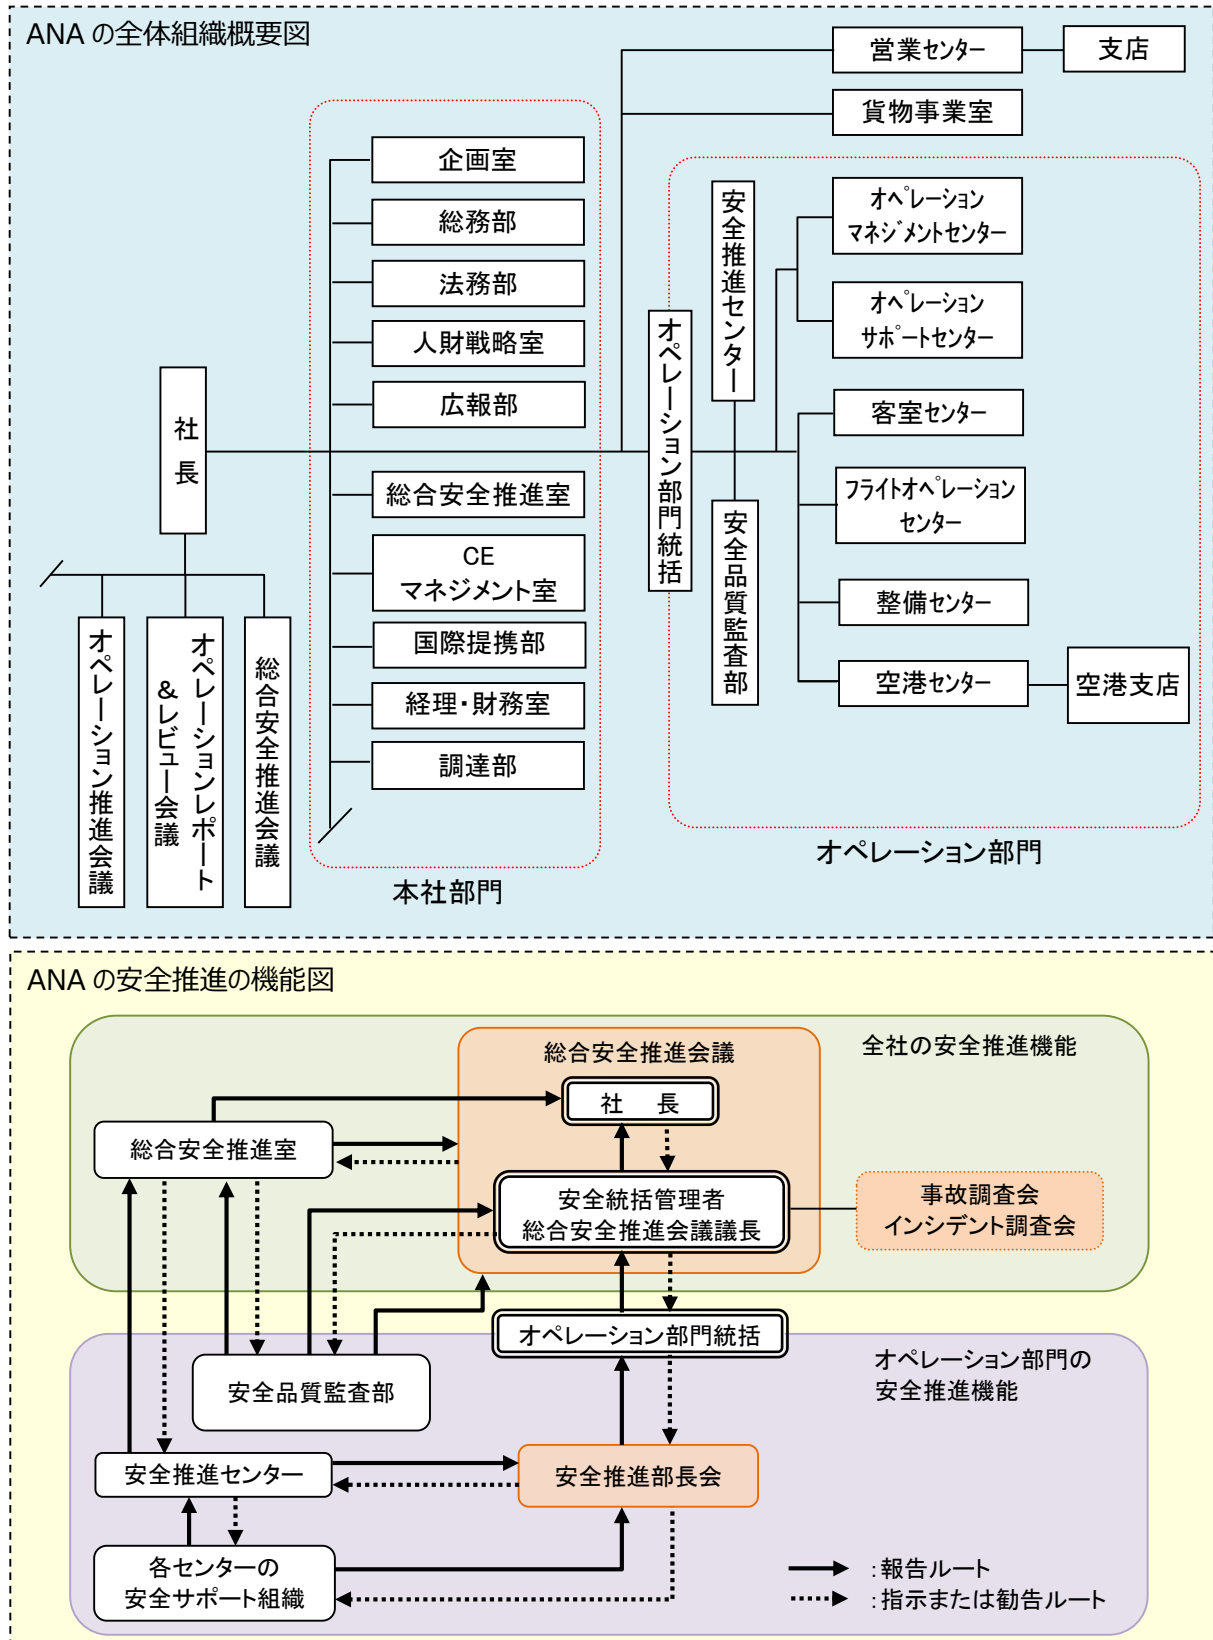 ANA の全体組織概要図
営業センター
支店
貨物事業室
企画室
総務部
法務部
人財戦略室
広報部
総合安全推進室
CE
マネジメント室
国際提携部
経理・財務室
調達部
本社部門
社長
オペレーション推進会議
オペレーションレポート
&レビュー会議
総合安全推進会議
オペレーション部門統括
安全推進センター
安全品質監査部
オペレーション
マネジメントセンター
オペレーション
サポートセンター
客室センター
フライトオペレーション
センター
整備センター
空港センター
空港支店
オペレーション部門
ANA の安全推進の機能図
全社の安全推進機能
総合安全推進会議
社 長
総合安全推進室
安全統括管理者
総合安全推進会議議長
事故調査会
インシデント調査会
オペレーション部門統括
オペレーション部門の
安全推進機能
安全品質監査部
安全推進センター
安全推進部長会
各センターの
安全サポート組織
:報告ルート
:指示または勧告ルート